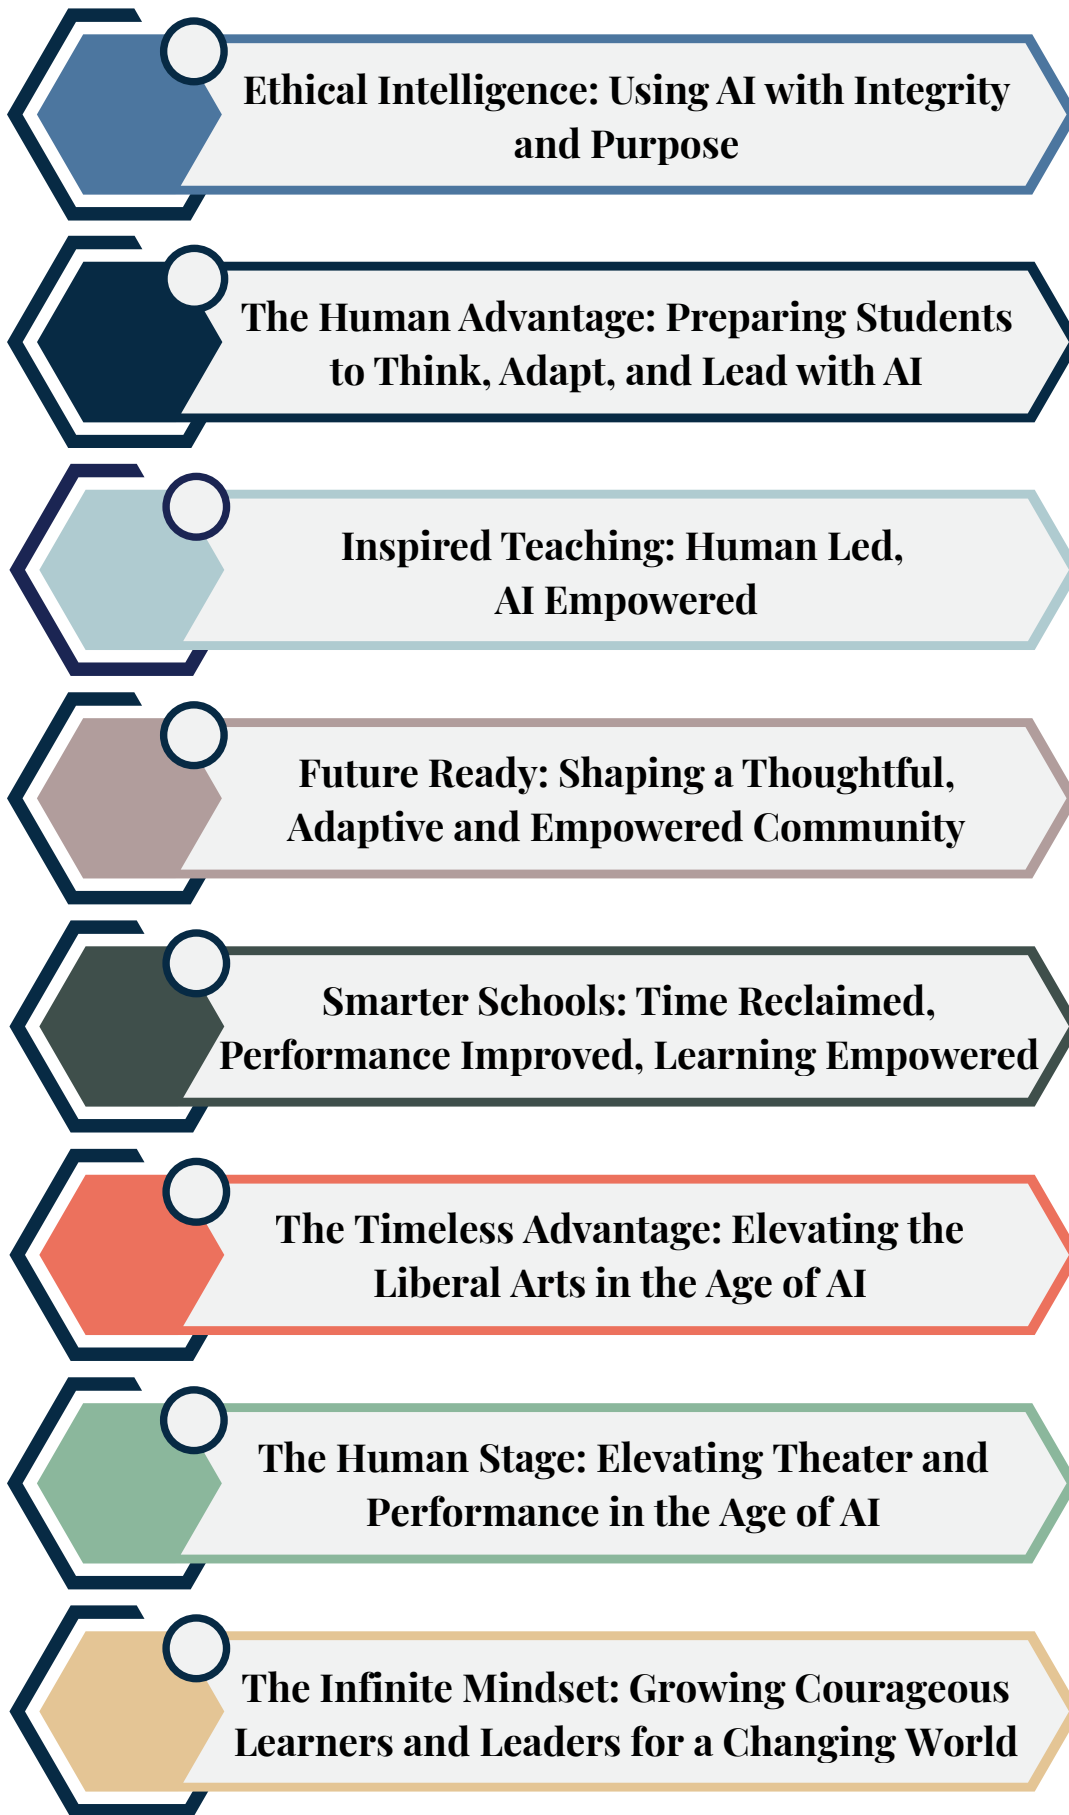 Ethical Intelligence: Using AI with Integrity
and Purpose
The Human Advantage: Preparing Students
to Think, Adapt, and Lead with AI
Inspired Teaching: Human Led,
AI Empowered
Future Ready: Shaping a Thoughtful,
Adaptive and Empowered Community
Smarter Schools: Time Reclaimed,
Performance Improved, Learning Empowered
The Timeless Advantage: Elevating the
Liberal Arts in the Age of AI
The Human Stage: Elevating Theater and
Performance in the Age of AI
The Infinite Mindset: Growing Courageous
Learners and Leaders for a Changing World